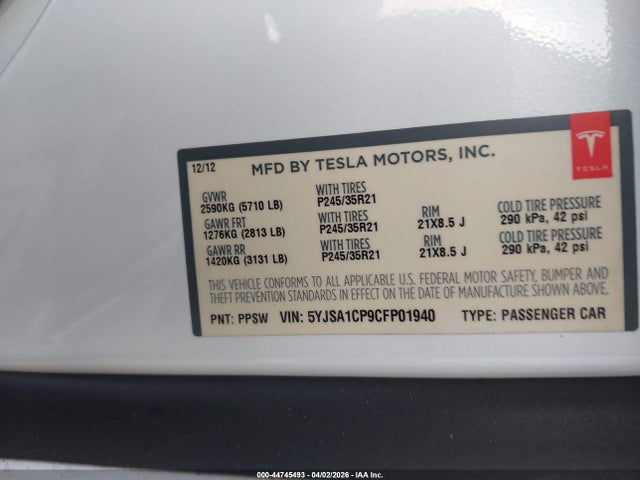 12/12 MFD BY TESLA MOTORS, INC.
TESLA
GVWR WITH TIRES
2590KG (5710 LB) P245/35R21
GAWR FRT WITH TIRES RIM COLD TIRE PRESSURE
1276KG (2813 LB) P245/35R21 21X8.5 J 290 kPa, 42 psi
GAWR RR WITH TIRES RIM COLD TIRE PRESSURE
1420KG (3131 LB) P245/35R21 21X8.5 J 290 kPa, 42 psi
THIS VEHICLE CONFORMS TO ALL APPLICABLE U.S. FEDERAL MOTOR SAFETY, BUMPER AND
THEFT PREVENTION STANDARDS IN EFFECT ON THE DATE OF MANUFACTURE SHOWN ABOVE.
PNT: PPSW VIN: 5YJSA1CP9CFP01940 TYPE: PASSENGER CAR
000-44745493 - 04/02/2026 - IAA Inc.